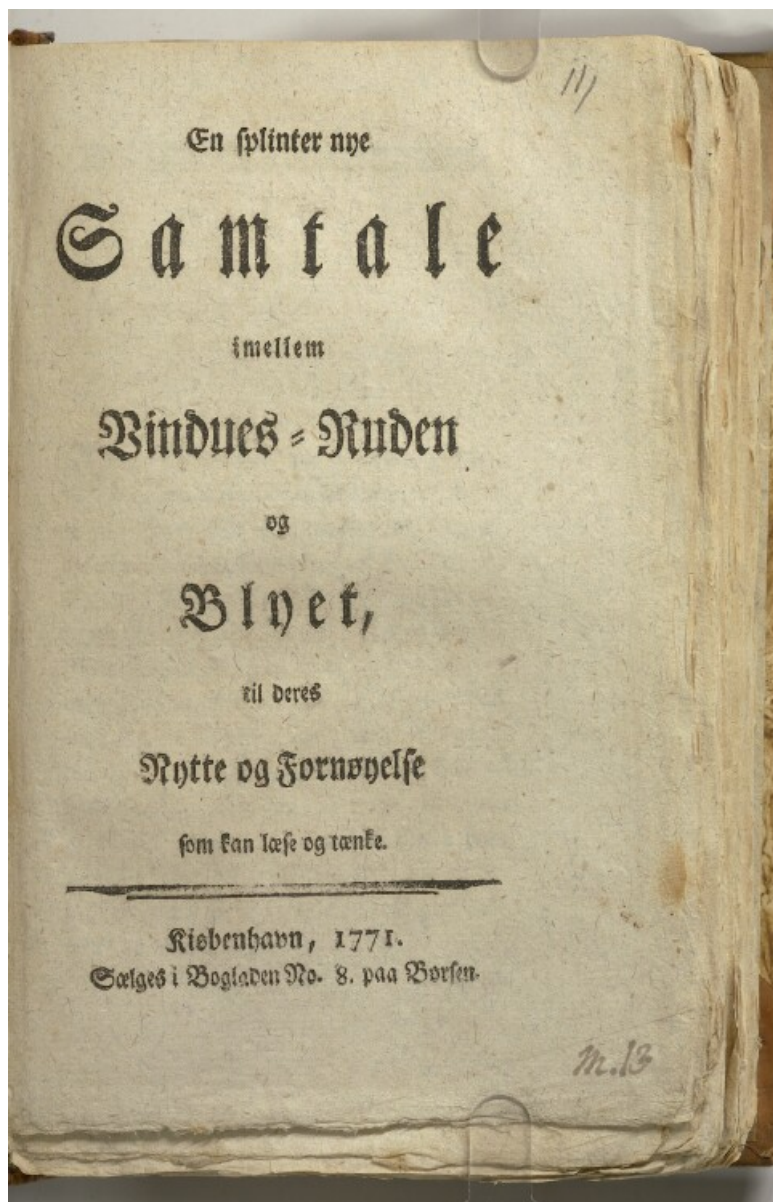 11)
En splinter nye
Samtale
imellem
Vindues-Ruden
og
Blyet,
til deres
Nytte og Fornøyelse
som kan læse og tænke.
Kiøbenhavn, 1771.
Sælges i Bogladen No. 8. paa Børsen.
M.13